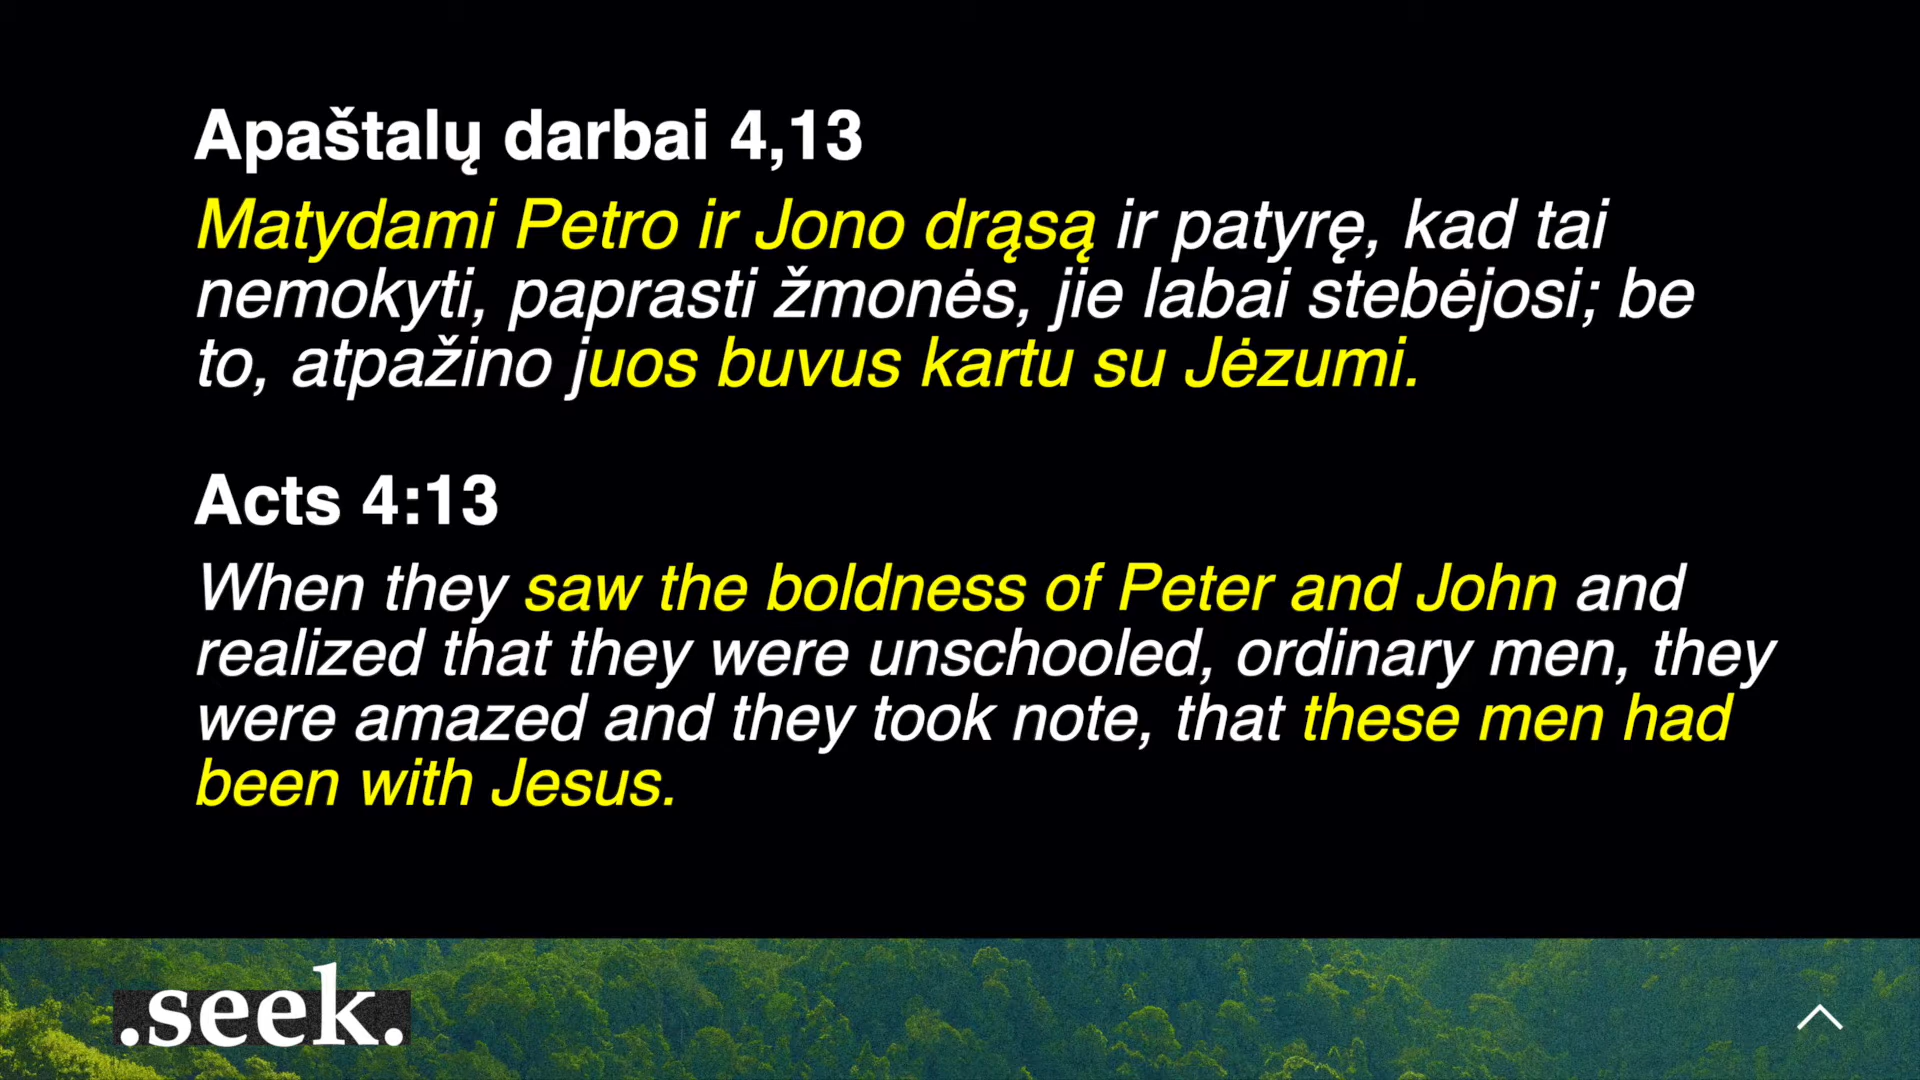 Apaštalų darbai 4,13
Matydami Petro ir Jono drąsą ir patyrę, kad tai
nemokyti, paprasti žmonės, jie labai stebėjosi; be
to, atpažino juos buvus kartu su Jėzumi.
Acts 4:13
When they saw the boldness of Peter and John and
realized that they were unschooled, ordinary men, they
were amazed and they took note, that these men had
been with Jesus.
.seek.